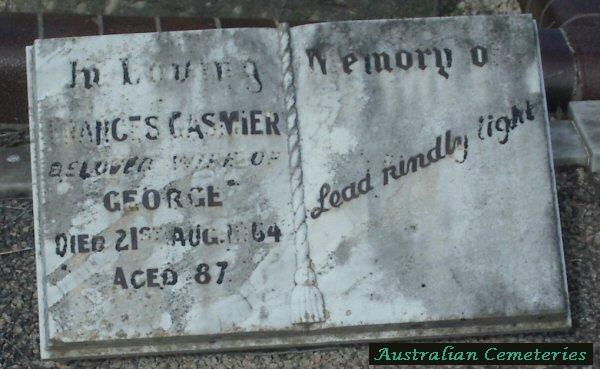 In Loving Memory o
FRANCES CASMIER
BELOVED WIFE OF
GEORGE
DIED 21ST AUG. 1964
AGED 87
Lead kindly light
Australian Cemeteries